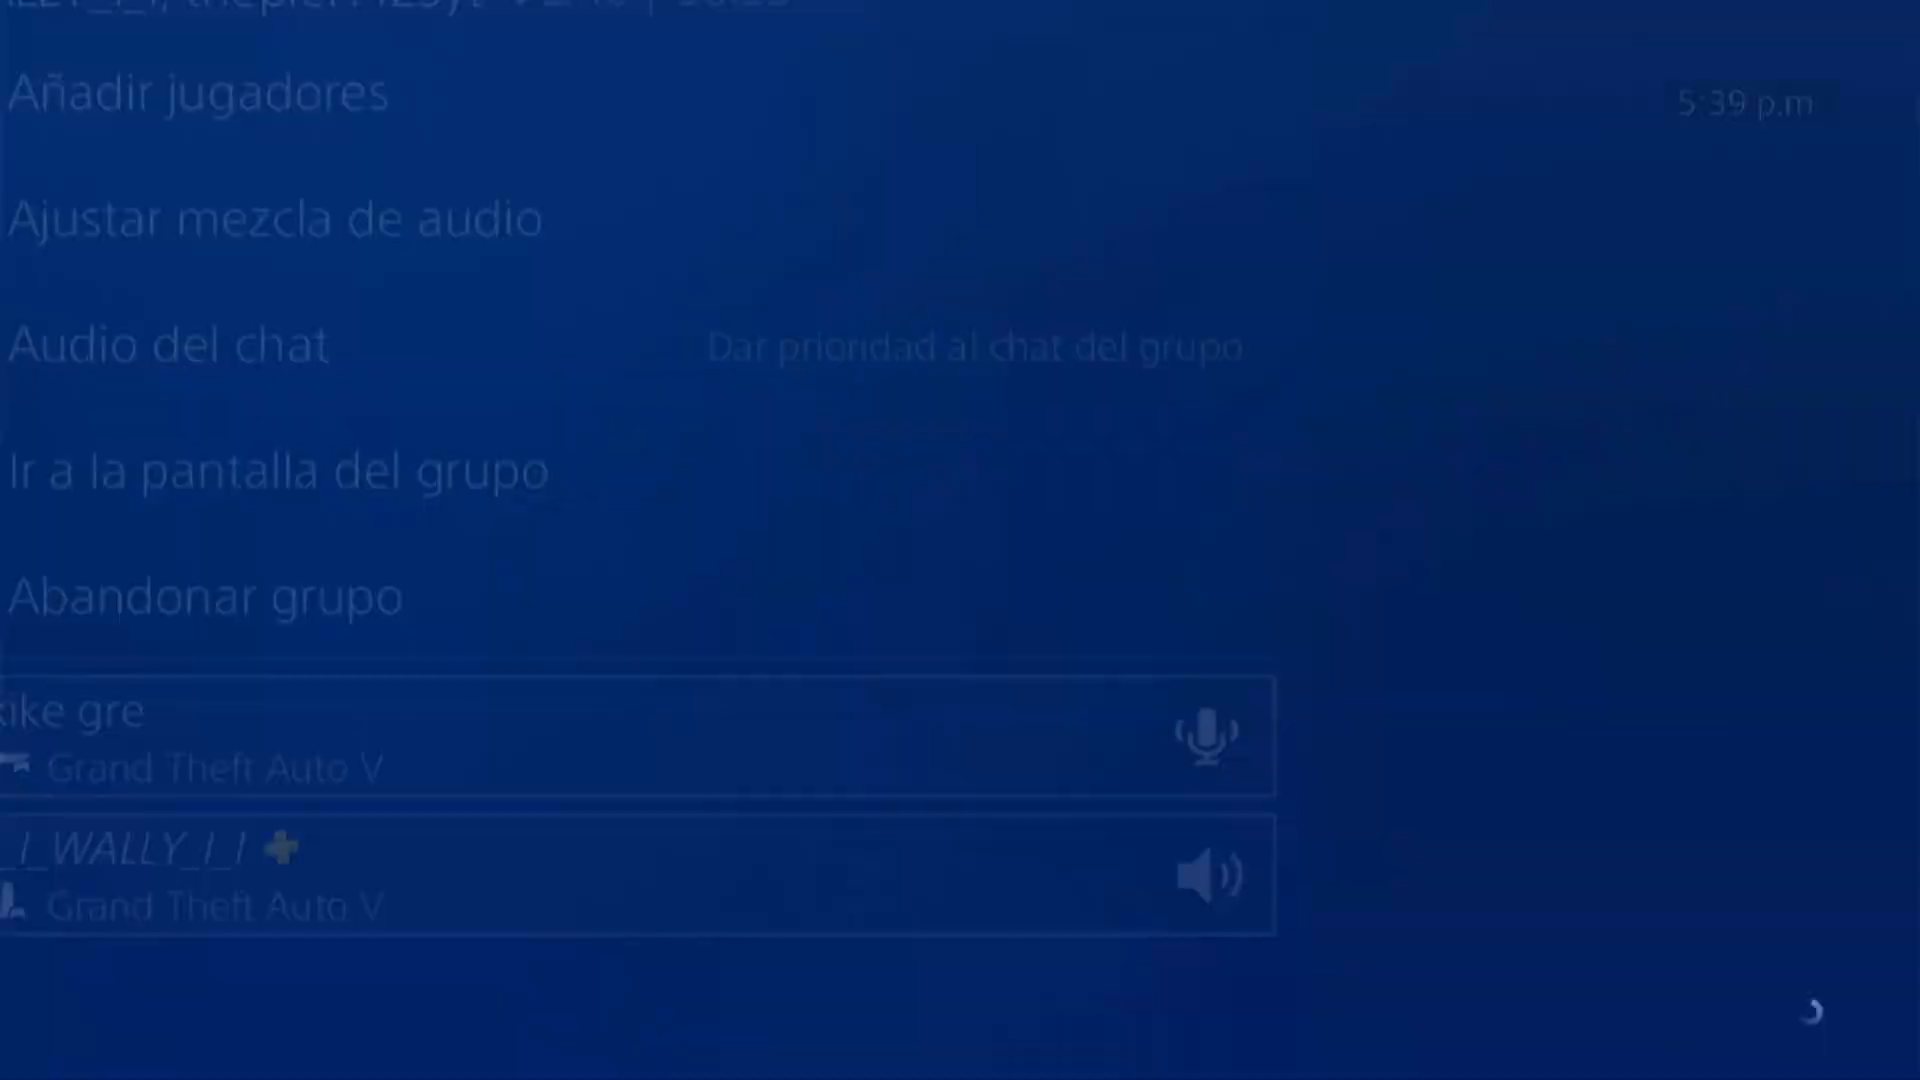 Añadir jugadores
5:39 p.m
Ajustar mezcla de audio
Audio del chat
Dar prioridad al chat del grupo
Ir a la pantalla del grupo
Abandonar grupo
kike gre
Grand Theft Auto V
_I_WALLY_I_I
Grand Theft Auto V